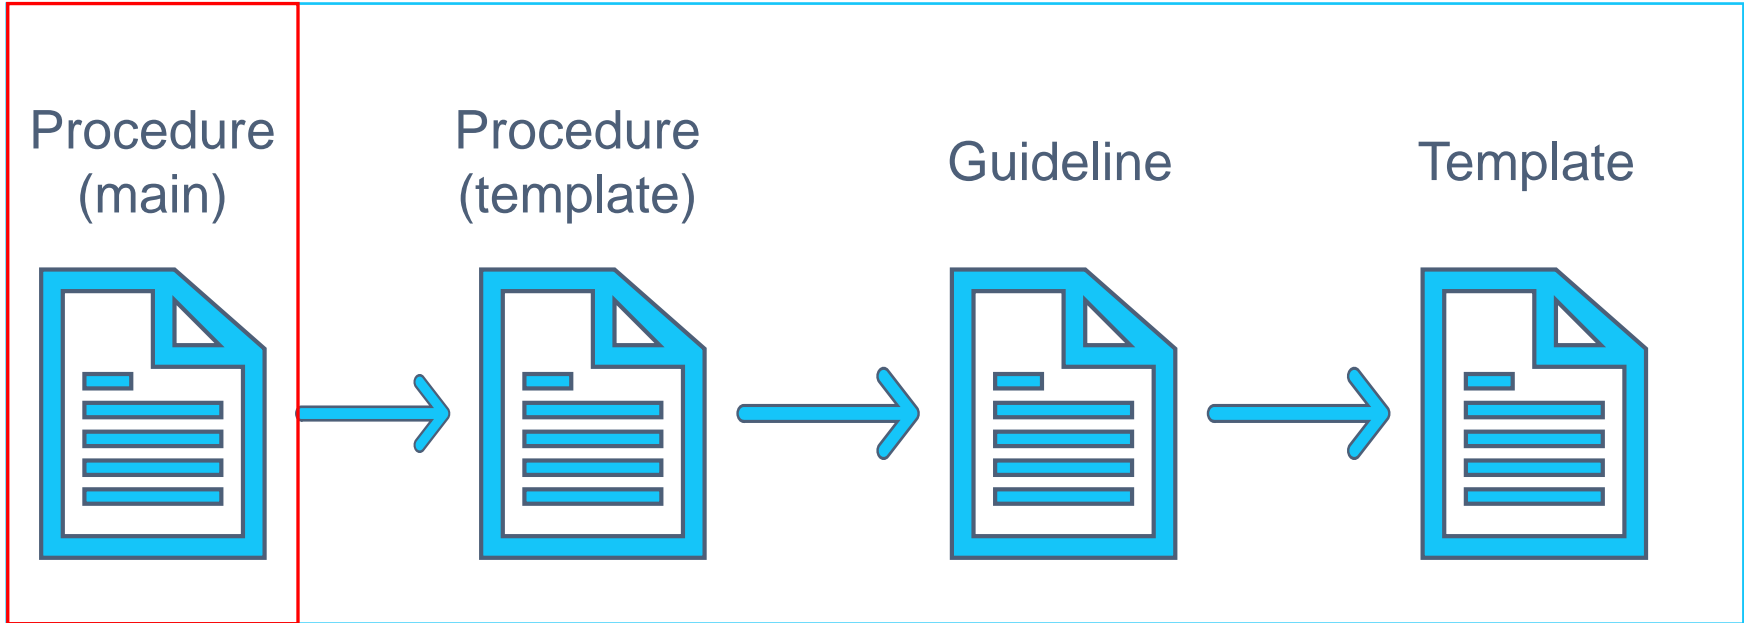 Procedure
(main)
Procedure
(template)
Guideline
Template